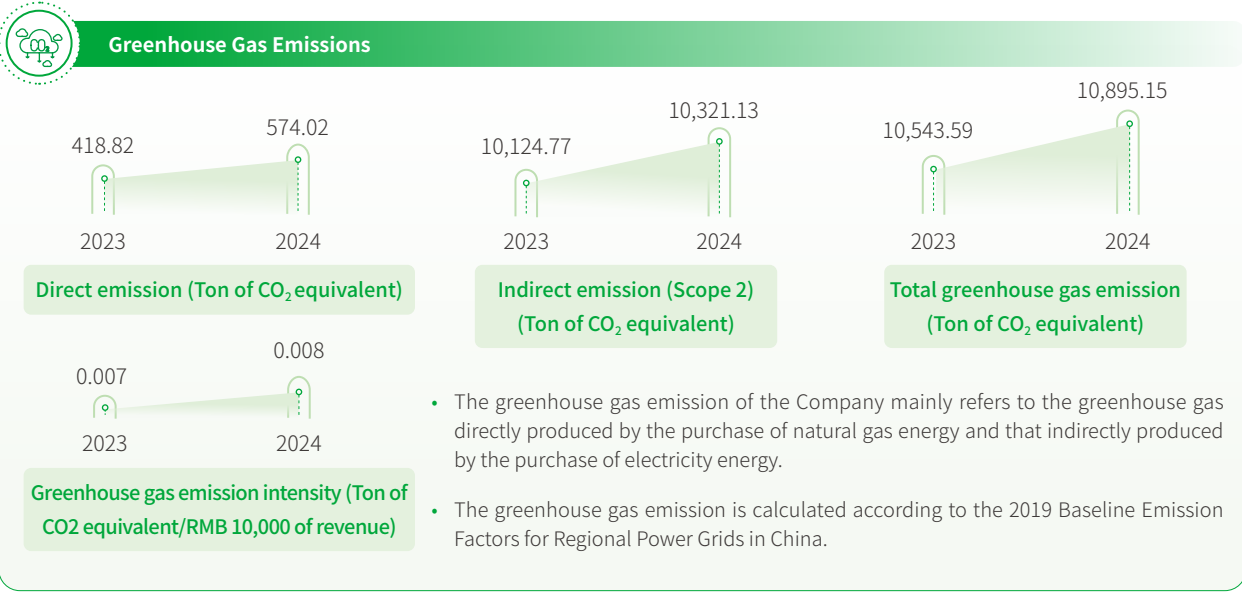 CO₂
Greenhouse Gas Emissions
418.82
574.02
2023
2024
Direct emission (Ton of CO₂ equivalent)
10,124.77
10,321.13
2023
2024
Indirect emission (Scope 2)
(Ton of CO₂ equivalent)
10,543.59
10,895.15
2023
2024
Total greenhouse gas emission
(Ton of CO₂ equivalent)
0.007
0.008
2023
2024
Greenhouse gas emission intensity (Ton of
CO2 equivalent/RMB 10,000 of revenue)
• The greenhouse gas emission of the Company mainly refers to the greenhouse gas
directly produced by the purchase of natural gas energy and that indirectly produced
by the purchase of electricity energy.
• The greenhouse gas emission is calculated according to the 2019 Baseline Emission
Factors for Regional Power Grids in China.